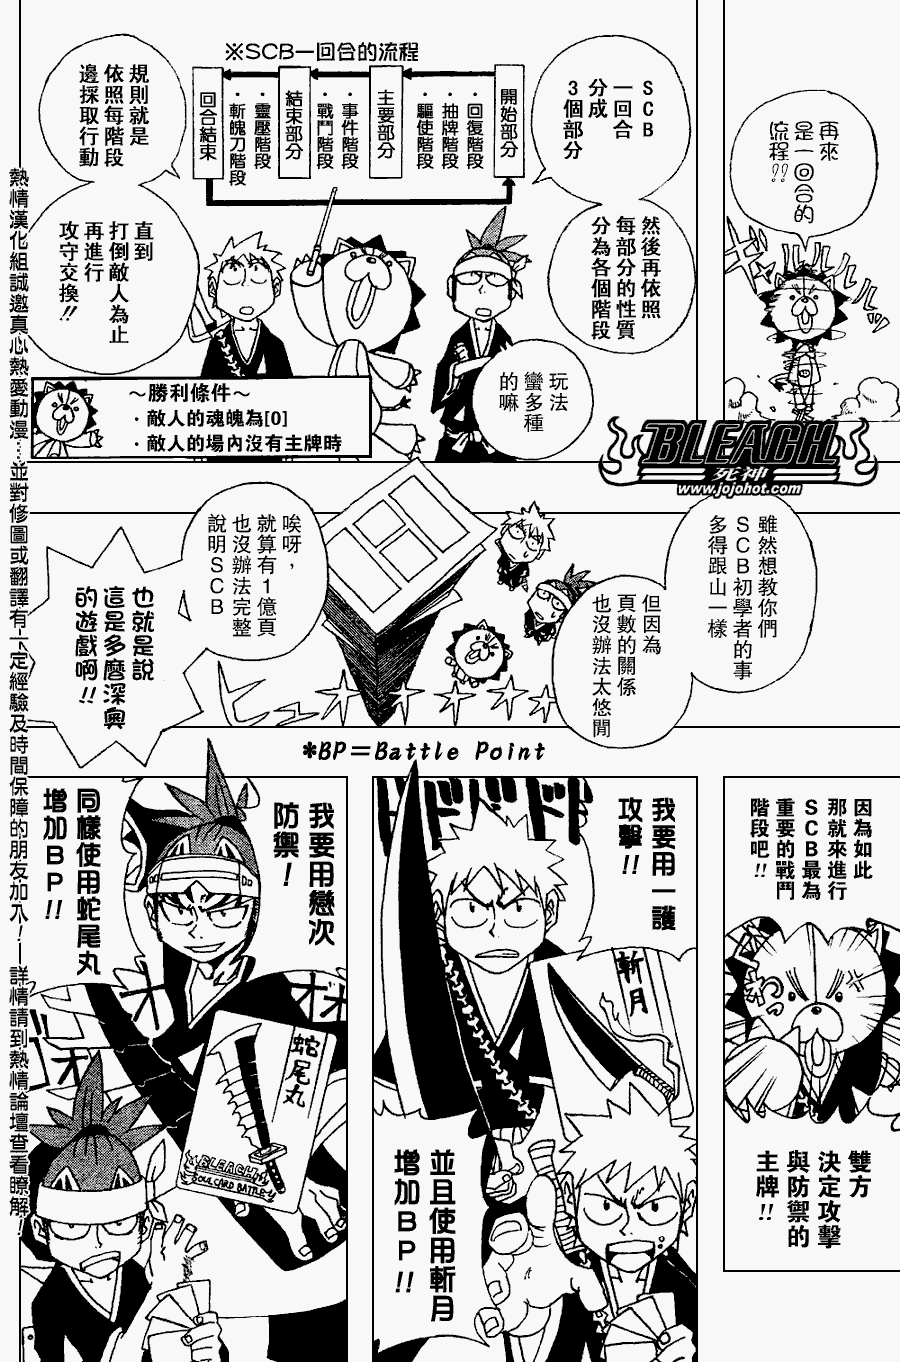 再來
是一回合的
流程!!
SCB
一回合
分成
3個部分
然後再依照
每部分的性質
分為各個階段
※SCB一回合的流程
開始部分
・回復階段
・抽牌階段
・驅使階段
主要部分
・事件階段
・戰鬥階段
結束部分
・靈壓階段
・斬魄刀階段
回合結束
規則就是
依照每階段
邊採取行動
直到
打倒敵人為止
再進行
攻守交換!!
玩法
蠻多種
的嘛
～勝利條件～
・敵人的魂魄為[0]
・敵人的場內沒有主牌時
BLEACH
死神
www.jojohot.com
雖然想教你們
SCB初學者的事
多得跟山一樣
但因為
頁數的關係
也沒辦法太悠閒
唉呀,
就算有1億頁
也沒辦法完整
說明SCB
也就是說
這是多麼深奧
的遊戲啊!!
*BP=Battle Point
因為如此
那就來進行
SCB最為
重要的戰鬥
階段吧!!
雙方
決定攻擊
與防禦的
主牌!!
我要用一護
攻擊!!
ドドドド
斬月
並且使用斬月
增加BP!!
我要用戀次
防禦!
同樣使用蛇尾丸
增加BP!!
蛇尾丸
BLEACH
SOUL CARD BATTLE
熱情漢化組誠邀真心熱愛動漫…並對修圖或翻譯有一定經驗及時間保障的朋友加入!——詳情請到熱情論壇查看瞭解!